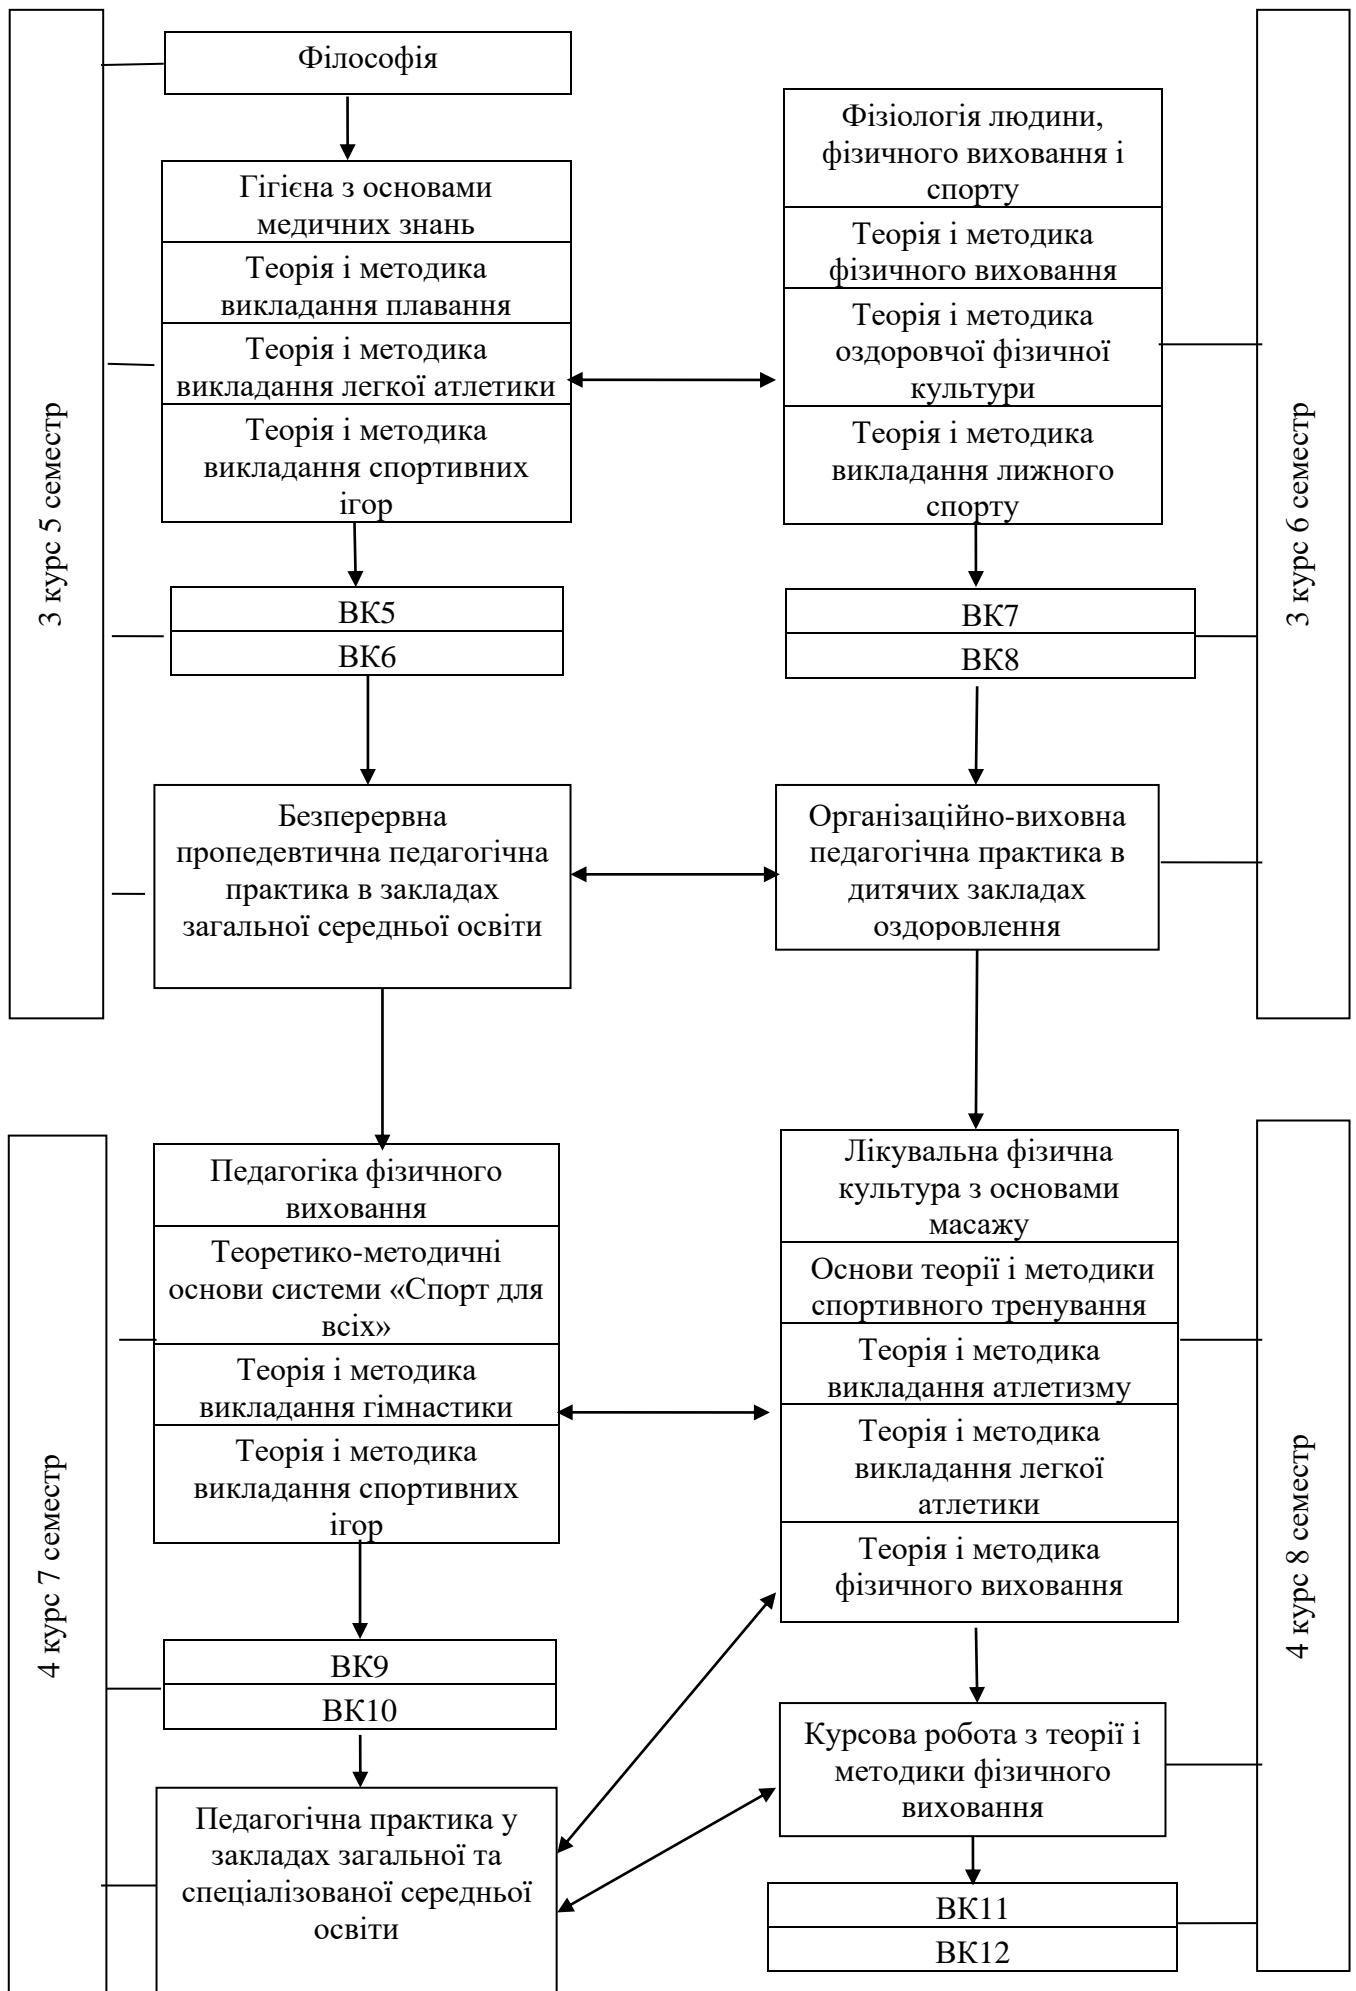 3 курс 5 семестр
Філософія
Гігієна з основами
медичних знань
Теорія і методика
викладання плавання
Теорія і методика
викладання легкої атлетики
Теорія і методика
викладання спортивних
ігор
ВК5
ВК6
Безперервна
пропедевтична педагогічна
практика в закладах
загальної середньої освіти
Фізіологія людини,
фізичного виховання і
спорту
Теорія і методика
фізичного виховання
Теорія і методика
оздоровчої фізичної
культури
Теорія і методика
викладання лижного
спорту
ВК7
ВК8
Організаційно-виховна
педагогічна практика в
дитячих закладах
оздоровлення
3 курс 6 семестр
4 курс 7 семестр
Педагогіка фізичного
виховання
Теоретико-методичні
основи системи «Спорт для
всіх»
Теорія і методика
викладання гімнастики
Теорія і методика
викладання спортивних
ігор
ВК9
ВК10
Педагогічна практика у
закладах загальної та
спеціалізованої середньої
освіти
Лікувальна фізична
культура з основами
масажу
Основи теорії і методики
спортивного тренування
Теорія і методика
викладання атлетизму
Теорія і методика
викладання легкої
атлетики
Теорія і методика
фізичного виховання
Курсова робота з теорії і
методики фізичного
виховання
ВК11
ВК12
4 курс 8 семестр